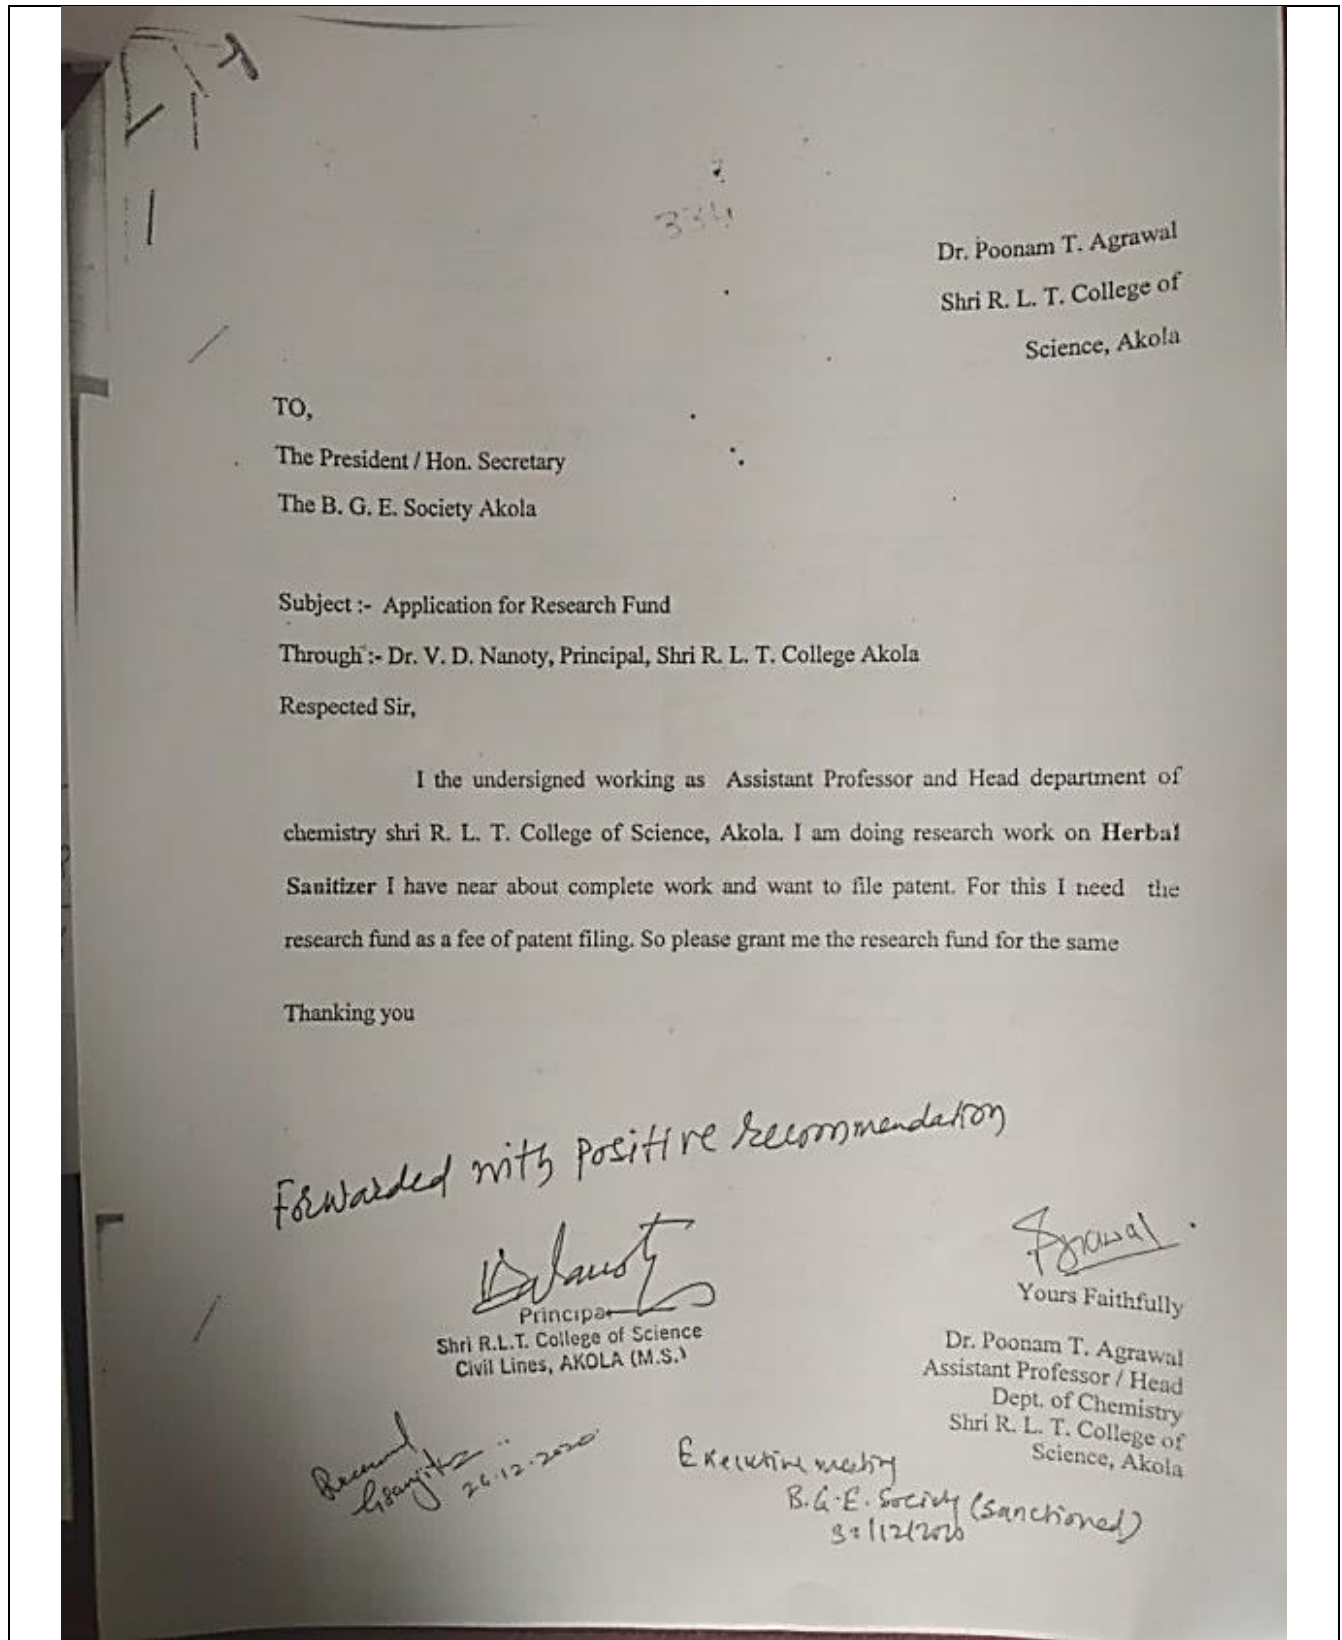 334
Dr. Poonam T. Agrawal
Shri R. L. T. College of
Science, Akola
TO,
The President / Hon. Secretary
The B. G. E. Society Akola
Subject :- Application for Research Fund
Through :- Dr. V. D. Nanoty, Principal, Shri R. L. T. College Akola
Respected Sir,
I the undersigned working as Assistant Professor and Head department of
chemistry shri R. L. T. College of Science, Akola. I am doing research work on Herbal
Sanitizer I have near about complete work and want to file patent. For this I need the
research fund as a fee of patent filing. So please grant me the research fund for the same
Thanking you
Forwarded with positive recommendation
Agrawal
Yours Faithfully
Principal
Shri R.L.T. College of Science
Civil Lines, AKOLA (M.S.)
Dr. Poonam T. Agrawal
Assistant Professor / Head
Dept. of Chemistry
Shri R. L. T. College of
Science, Akola
Received
26.12.2020
Executive meeting
B.G.E. Society (Sanctioned)
/12/2020